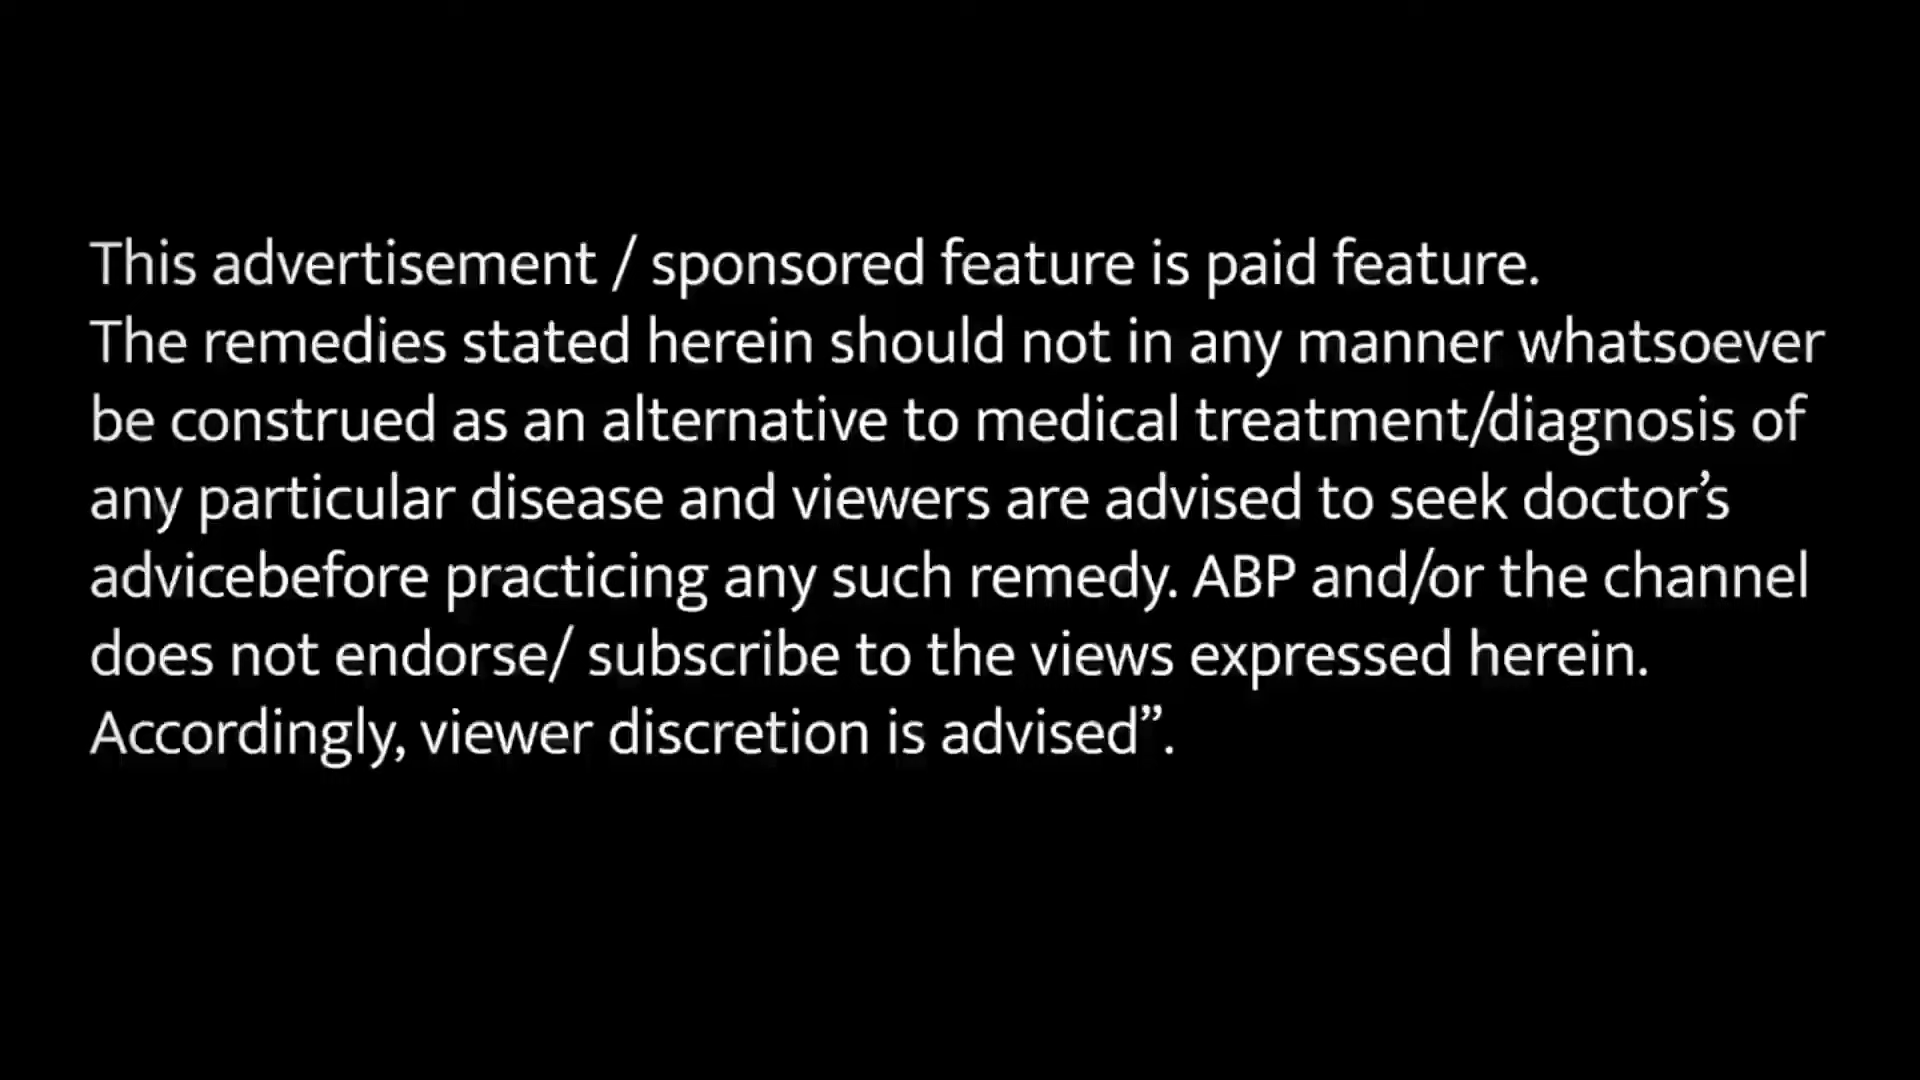 This advertisement / sponsored feature is paid feature.
The remedies stated herein should not in any manner whatsoever
be construed as an alternative to medical treatment/diagnosis of
any particular disease and viewers are advised to seek doctor’s
advicebefore practicing any such remedy. ABP and/or the channel
does not endorse/ subscribe to the views expressed herein.
Accordingly, viewer discretion is advised”.